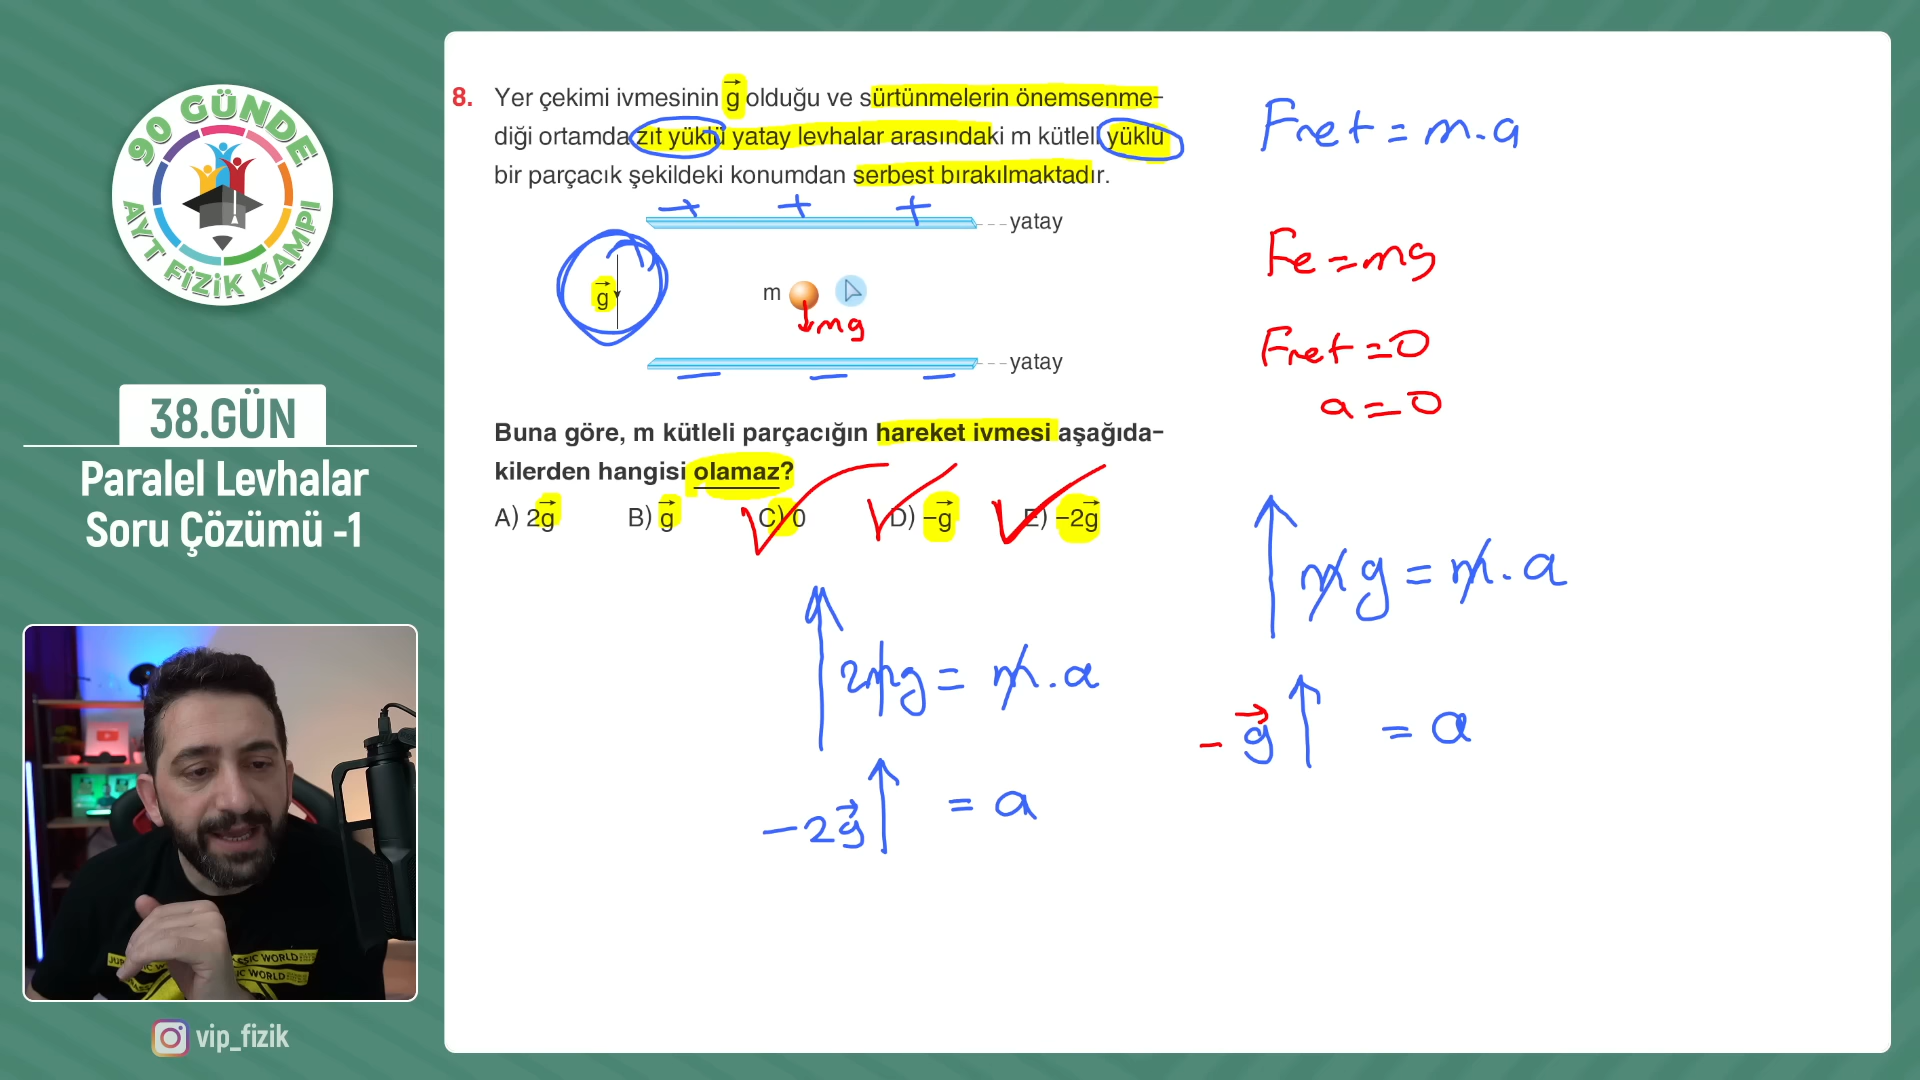 90 GÜNDE
AYT FİZİK KAMPI
38.GÜN
Paralel Levhalar
Soru Çözümü -1
vip_fizik
8. Yer çekimi ivmesinin g⃗ olduğu ve sürtünmelerin önemsenme-
diği ortamda zıt yüklü yatay levhalar arasındaki m kütleli yüklü
bir parçacık şekildeki konumdan serbest bırakılmaktadır.
+ + +
yatay
g⃗
m
mg
yatay
− − −
Buna göre, m kütleli parçacığın hareket ivmesi aşağıda-
kilerden hangisi olamaz?
A) 2g⃗ B) g⃗ C) 0 D) −g⃗ E) −2g⃗
2mg = m.a
−2g⃗ = a
Fnet = m.a
Fe = mg
Fnet = 0
a = 0
mg = m.a
− g⃗ = a